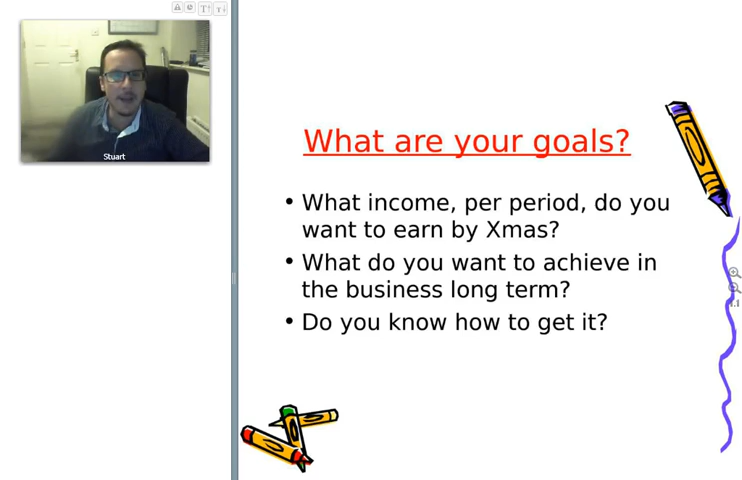 Stuart
What are your goals?
• What income, per period, do you
want to earn by Xmas?
• What do you want to achieve in
the business long term?
• Do you know how to get it?